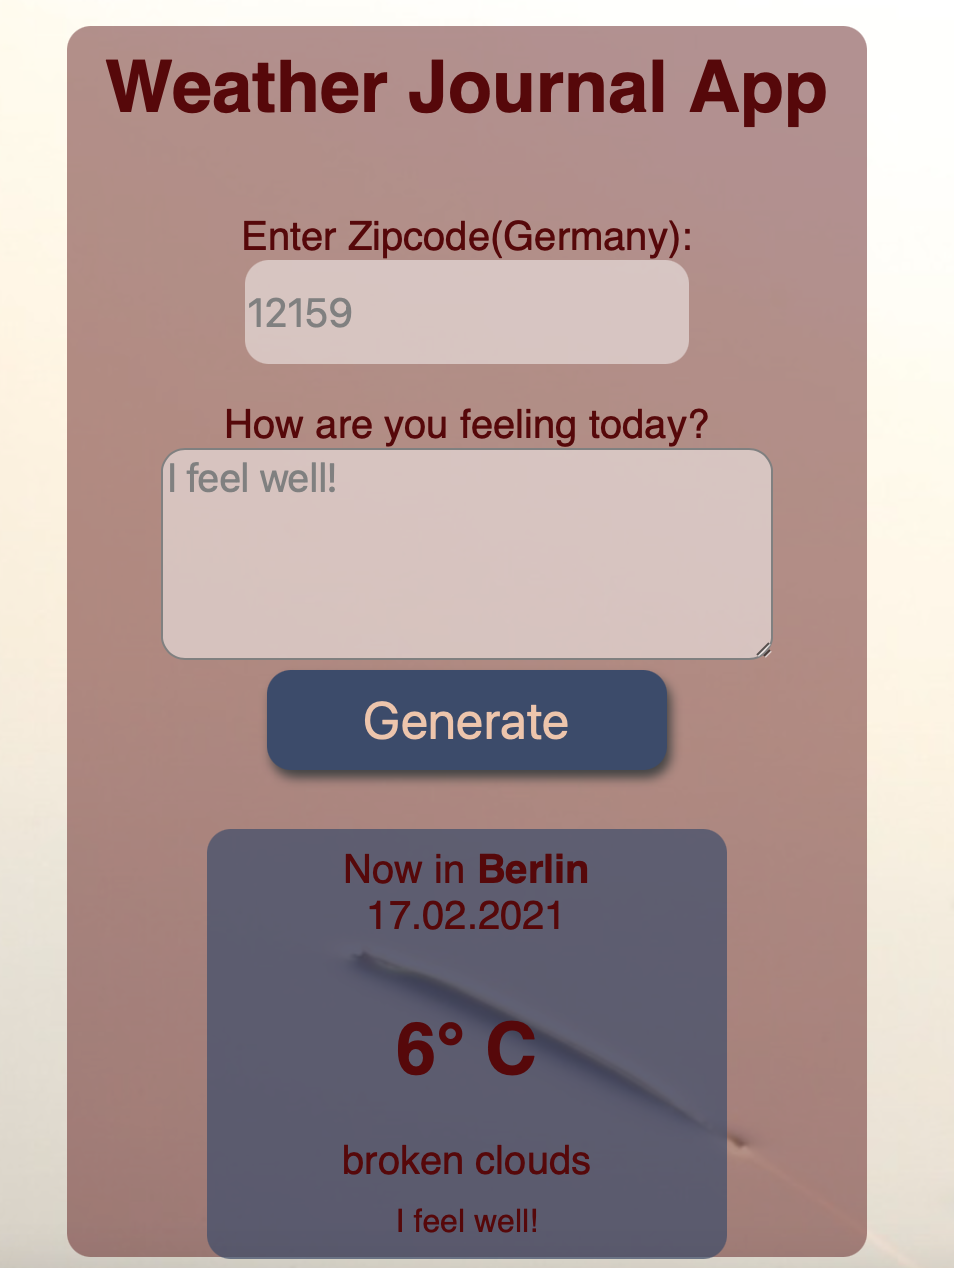 Weather Journal App
Enter Zipcode(Germany):
12159
How are you feeling today?
I feel well!
Generate
Now in Berlin
17.02.2021
6° C
broken clouds
I feel well!